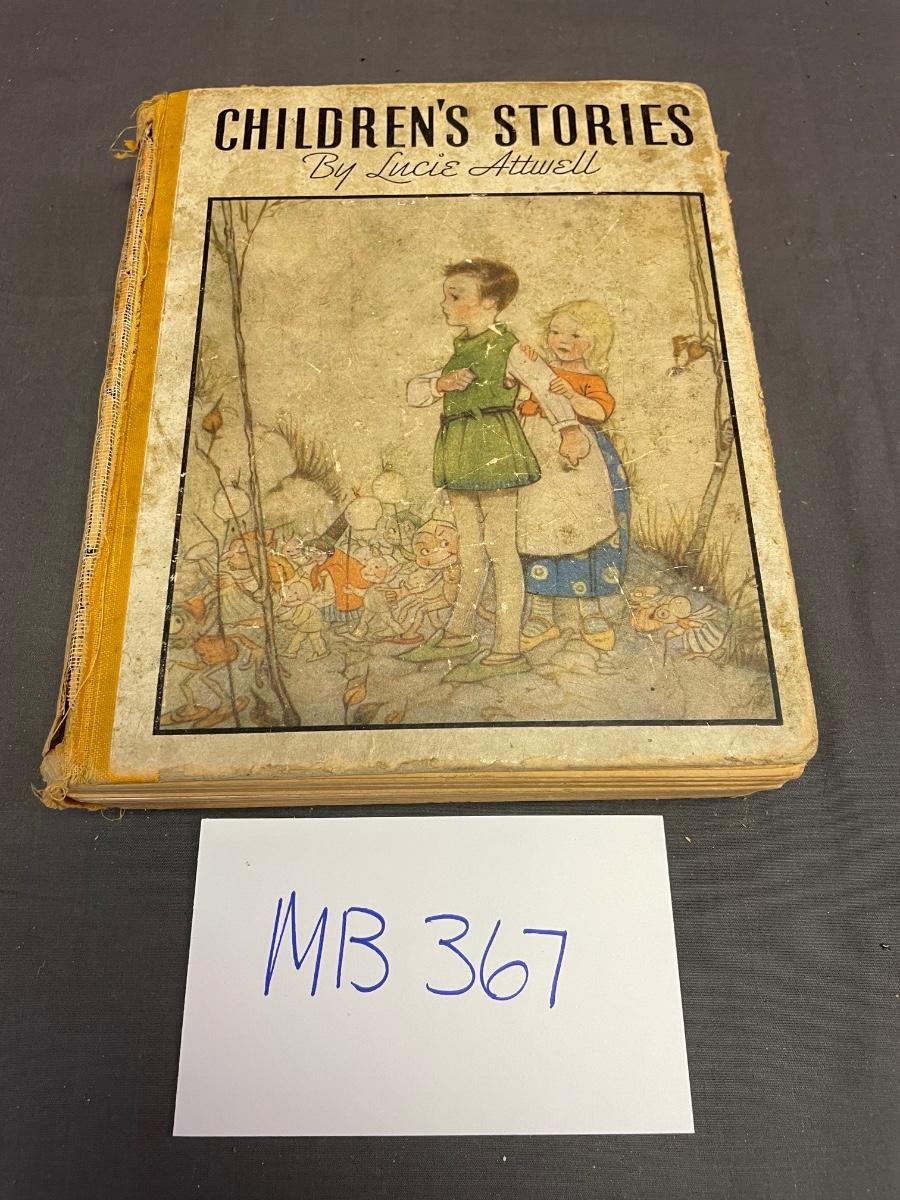 CHILDREN'S STORIES
By Lucie Attwell
MB 367